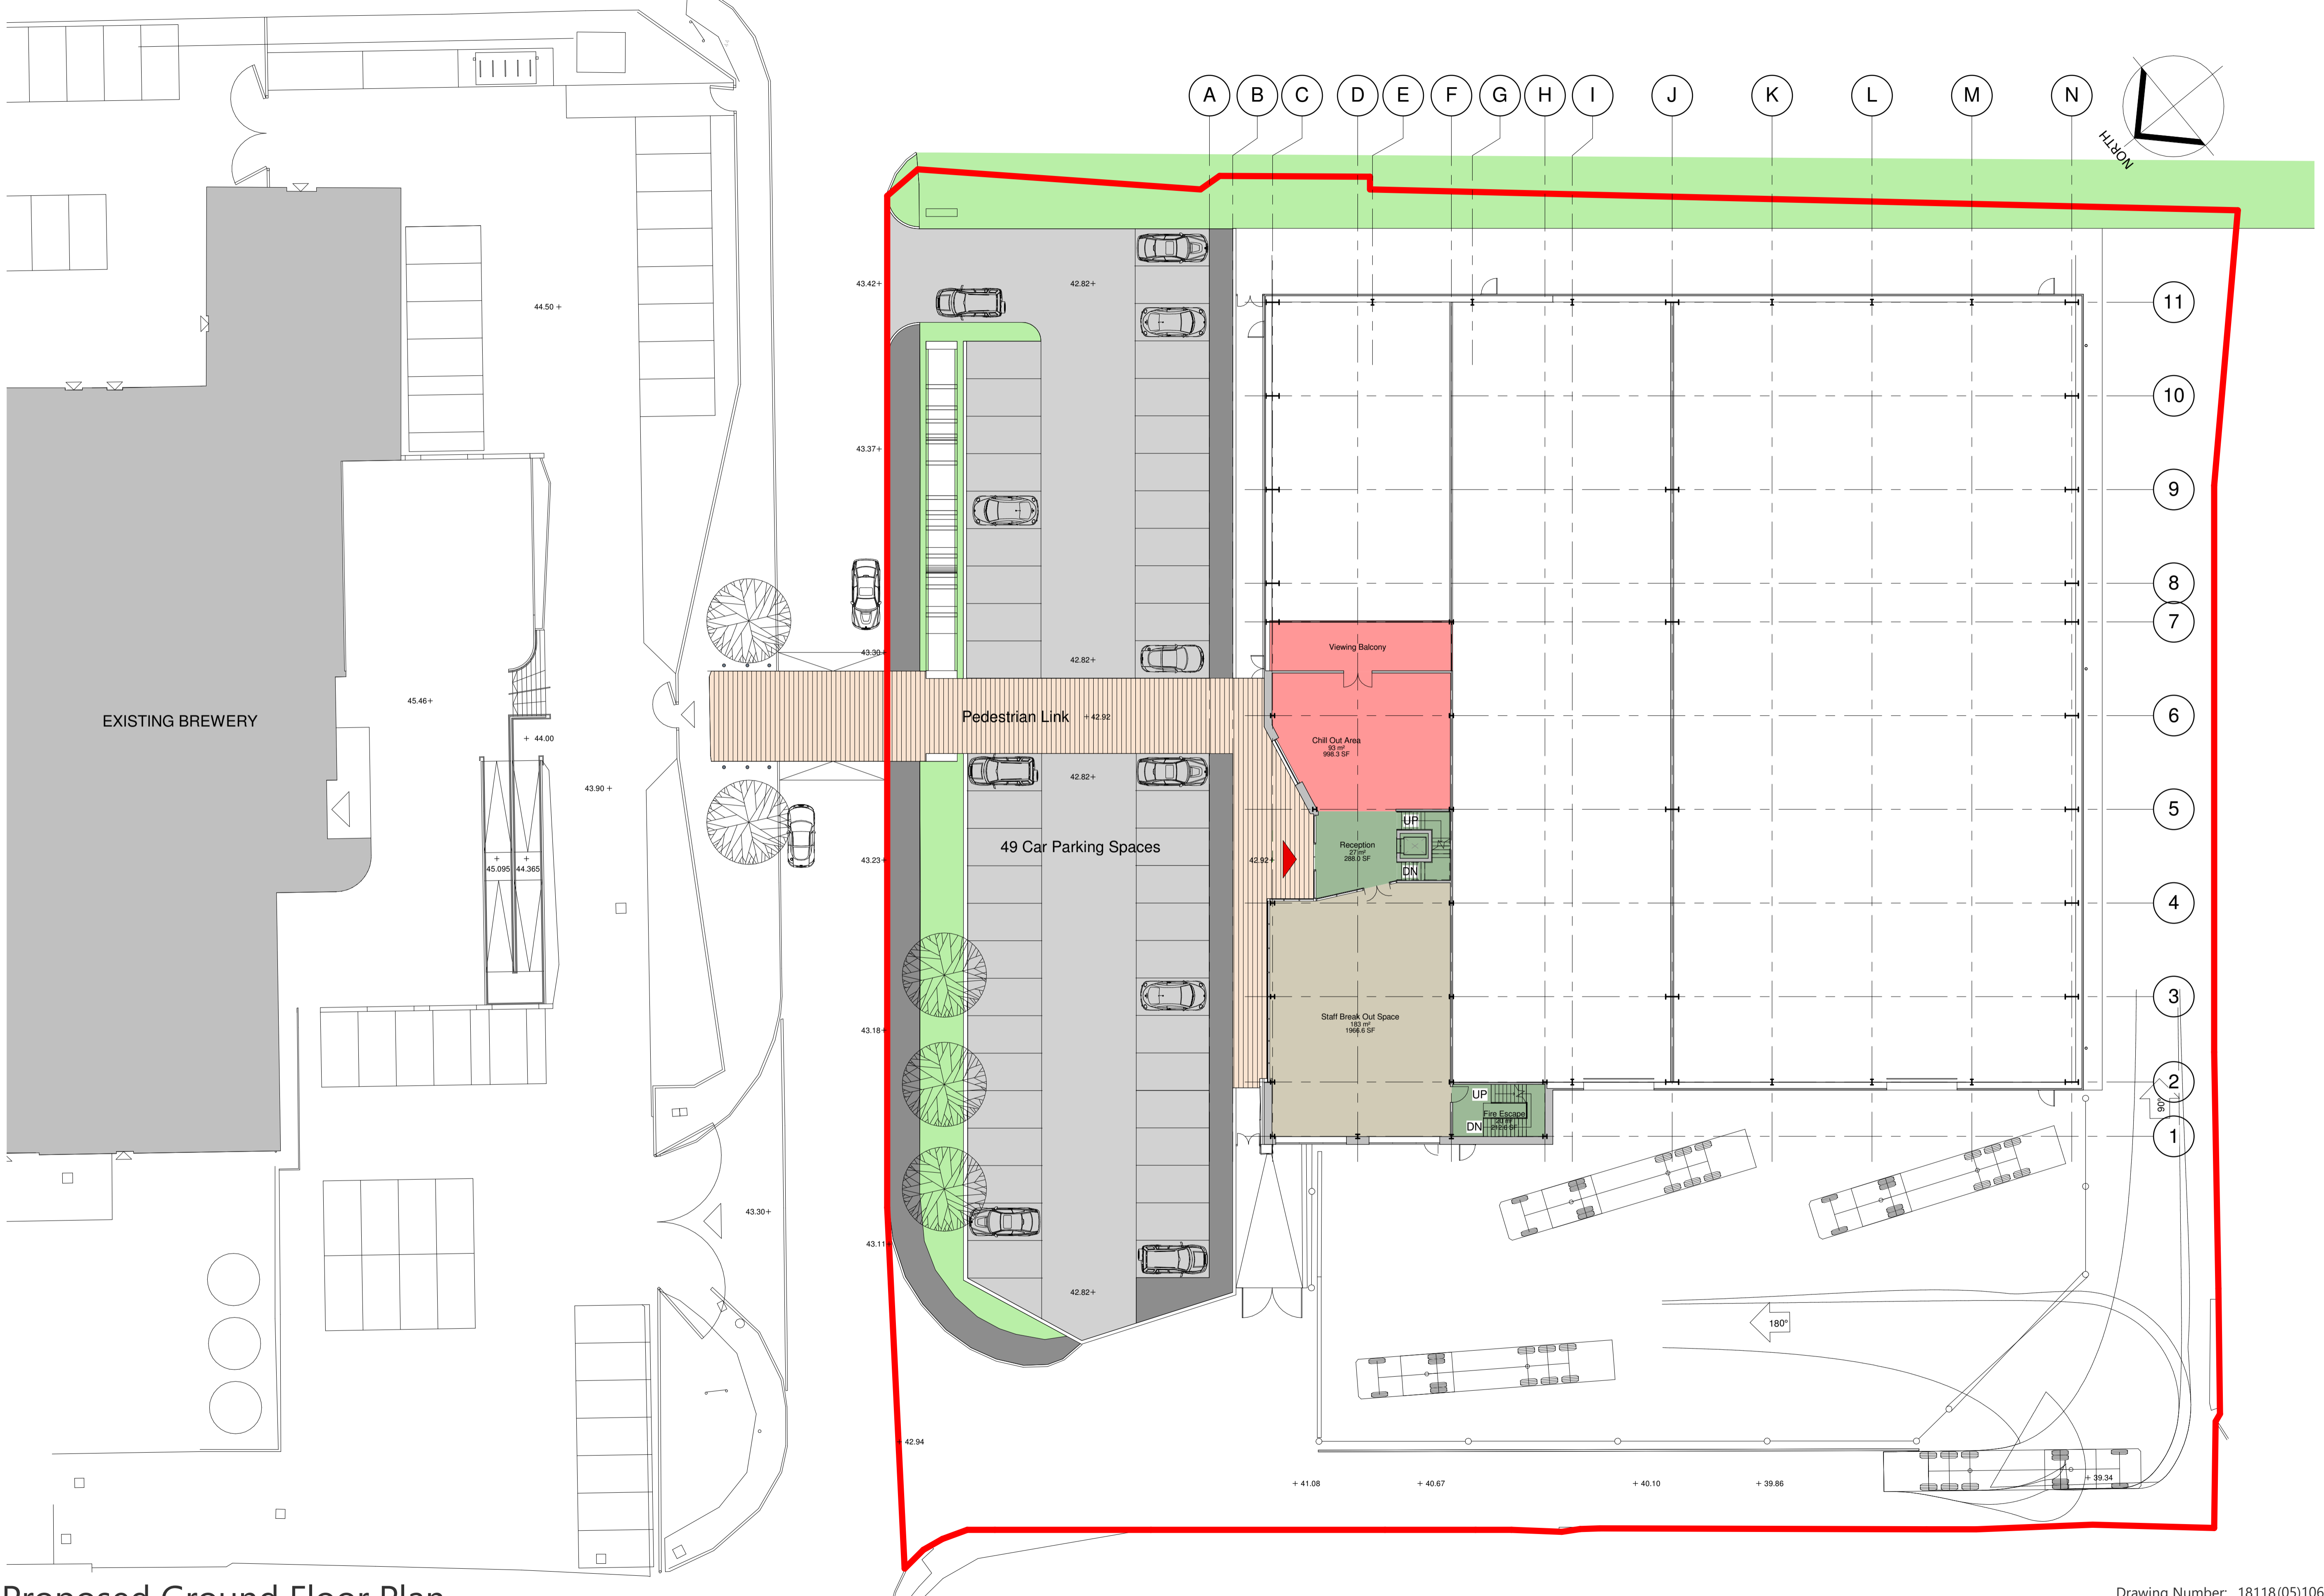 A B C D E F G H I J K L M N
NORTH
44.50 +
43.42+
42.82+
11
10
43.37+
9
8
7
43.30+
42.82+
Viewing Balcony
45.46+
EXISTING BREWERY
+ 44.00
Pedestrian Link
+ 42.92
6
Chill Out Area
93 m²
998.3 SF
42.82+
43.90 +
5
UP
49 Car Parking Spaces
Reception
27 m²
288.0 SF
DN
43.23+
42.92+
+
45.095
+
44.365
4
3
Staff Break Out Space
183 m²
1966.6 SF
43.18+
2
UP
Fire Escape
DN
90°
1
43.30+
43.11+
42.82+
180°
+ 42.94
+ 41.08
+ 40.67
+ 40.10
+ 39.86
+ 39.34
Proposed Ground Floor Plan
Drawing Number: 18118(05)106